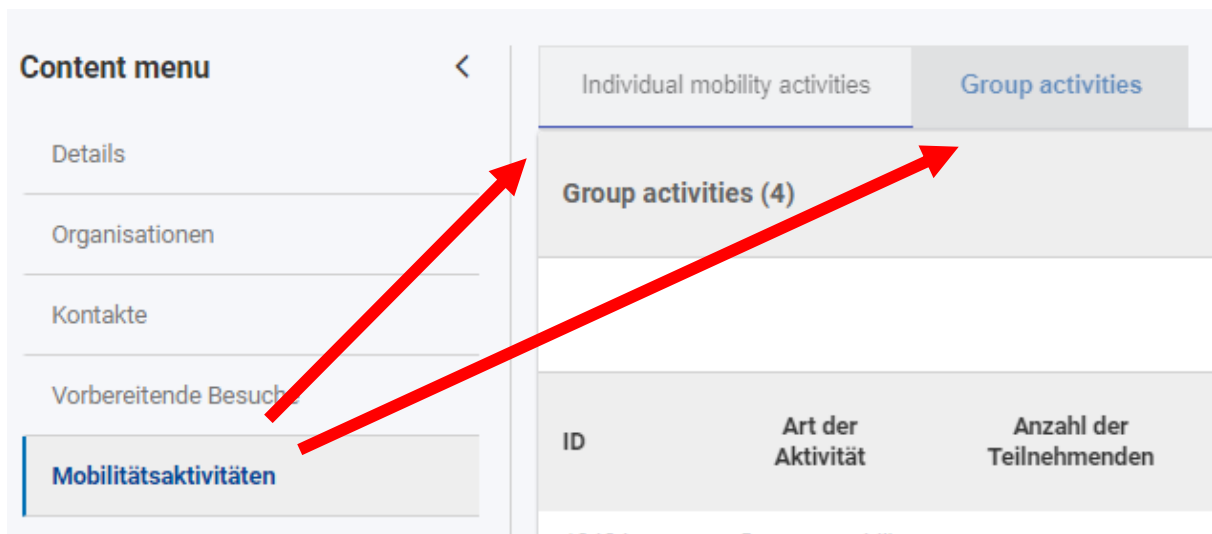 Content menu
Individual mobility activities
Group activities
Details
Organisationen
Kontakte
Vorbereitende Besuche
Mobilitätsaktivitäten
Group activities (4)
ID
Art der
Aktivität
Anzahl der
Teilnehmenden